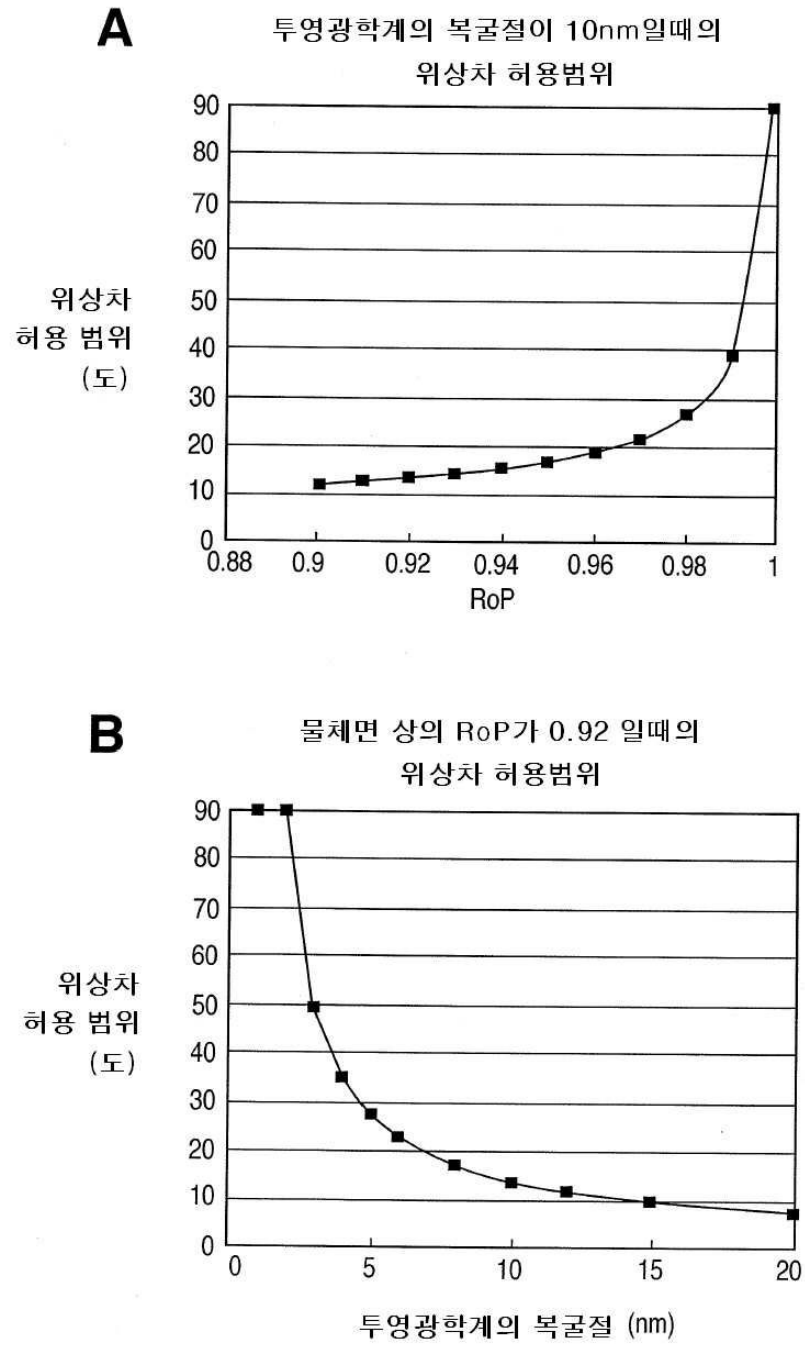 A
투영광학계의 복굴절이 10nm일때의
위상차 허용범위
90
80
70
60
50
40
30
20
10
0
위상차
허용 범위
(도)
0.88 0.9 0.92 0.94 0.96 0.98 1
RoP
B
물체면 상의 RoP가 0.92 일때의
위상차 허용범위
90
80
70
60
50
40
30
20
10
0
위상차
허용 범위
(도)
0 5 10 15 20
투영광학계의 복굴절 (nm)